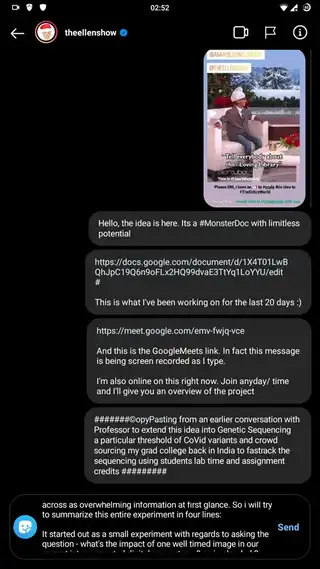 02:52
theellenshow
"Tell everybody about
the "Loving Library"
Hello, the idea is here. Its a #MonsterDoc with limitless
potential
https://docs.google.com/document/d/1X4T01LwB
QhJpC19Q6n9oFLx2HQ99dvaE3TtYq1LoYYU/edit
#
This is what I've been working on for the last 20 days :)
https://meet.google.com/emv-fwjq-vce
And this is the GoogleMeets link. In fact this message
is being screen recorded as I type.
I'm also online on this right now. Join anyday/ time
and I'll give you an overview of the project
#######©opyPasting from an earlier conversation with
Professor to extend this idea into Genetic Sequencing
a particular threshold of CoVid variants and crowd
sourcing my grad college back in India to fastrack the
sequencing using students lab time and assignment
credits #########
across as overwhelming information at first glance. So i will try
to summarize this entire experiment in four lines:
It started out as a small experiment with regards to asking the
question - what's the impact of one well timed image in our
Send